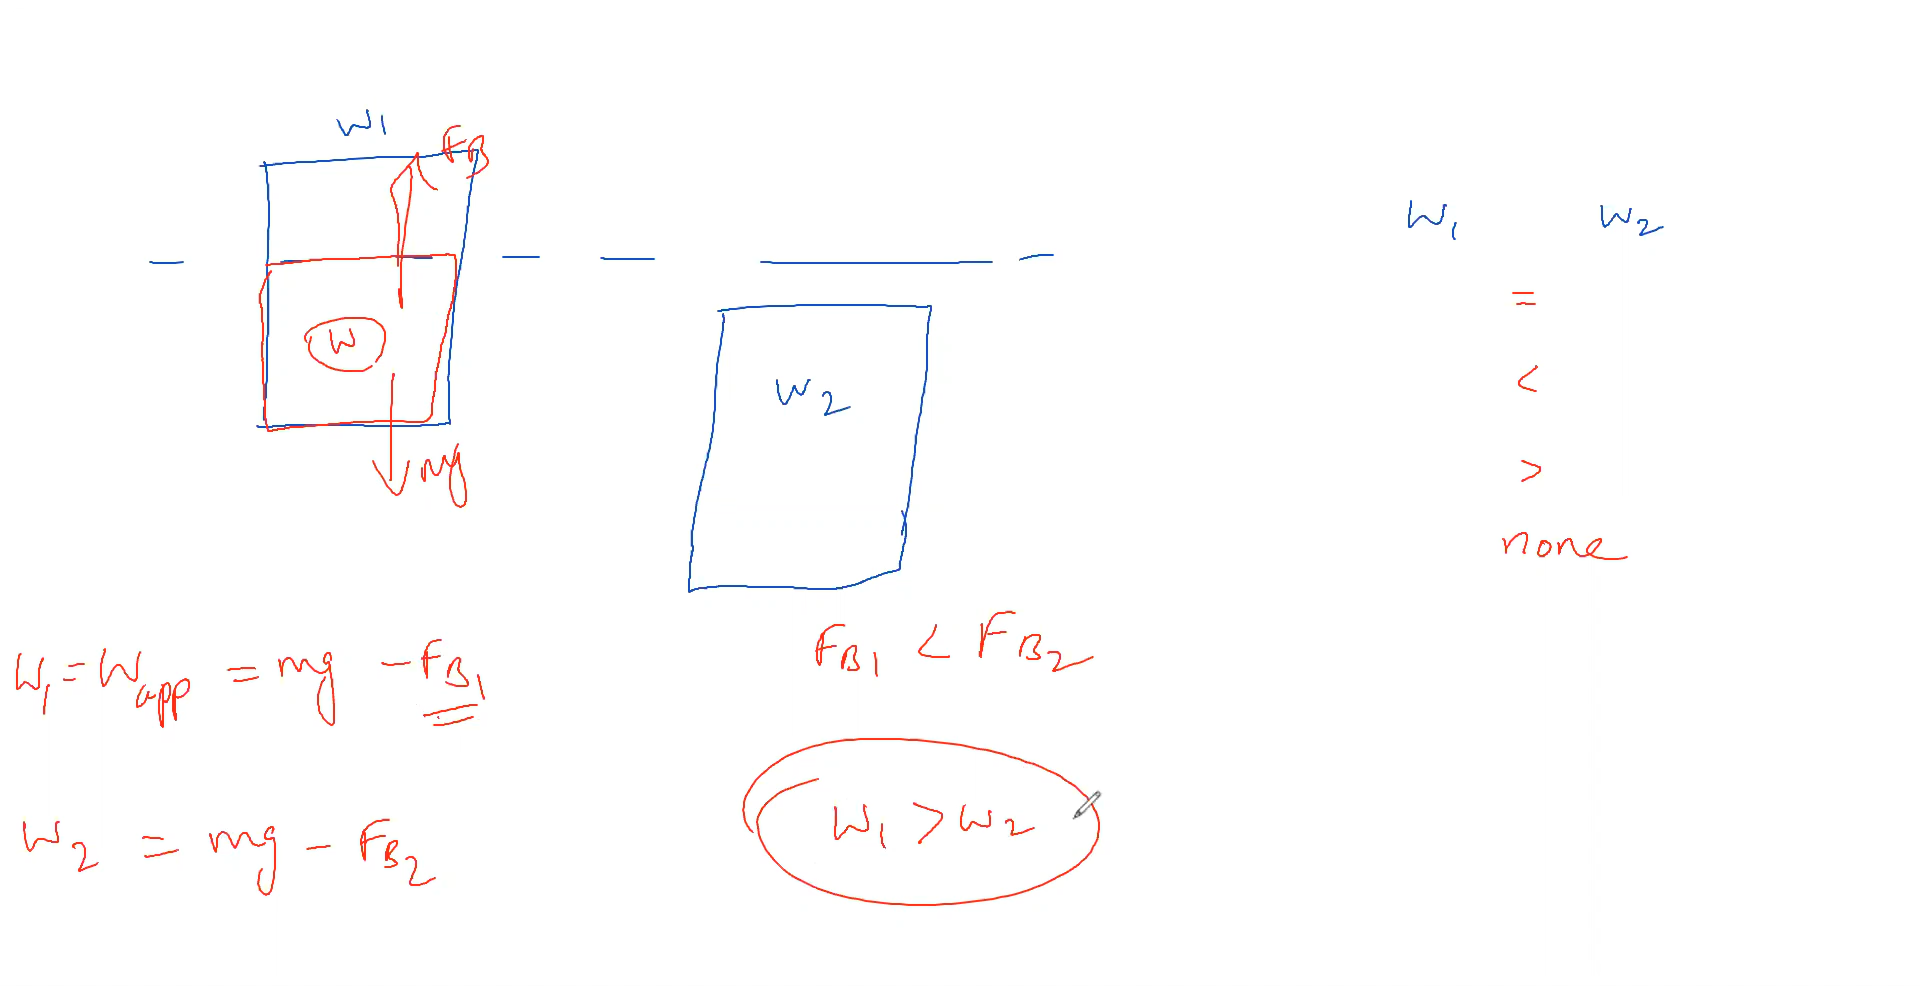 W1
FB
W
mg
W2
W1 W2
=
<
>
none
W1 = Wapp = mg - FB1
FB1 < FB2
W2 = mg - FB2
W1 > W2